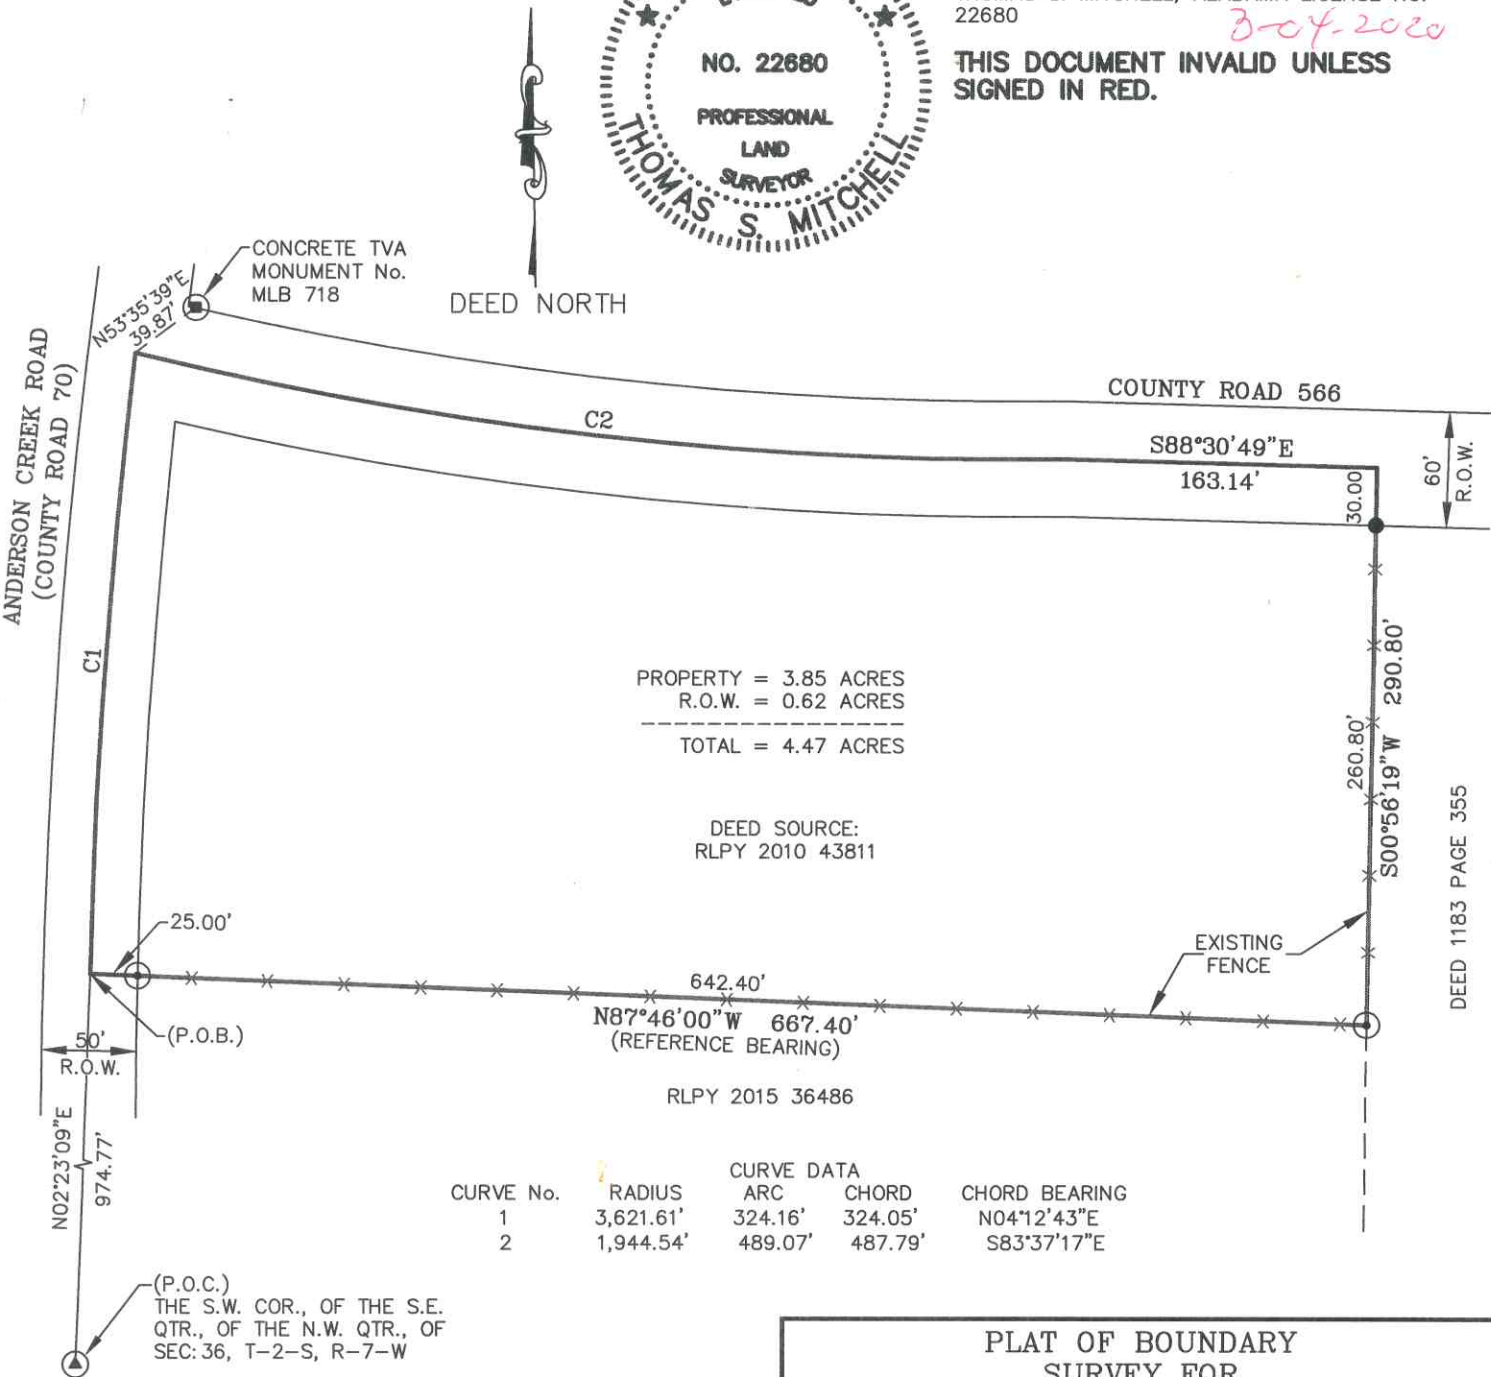 22680
3-04-2020
THIS DOCUMENT INVALID UNLESS
SIGNED IN RED.
NO. 22680
PROFESSIONAL
LAND
SURVEYOR
THOMAS S. MITCHELL
CONCRETE TVA
MONUMENT No.
MLB 718
DEED NORTH
N53°35'39"E
39.87'
ANDERSON CREEK ROAD
(COUNTY ROAD 70)
COUNTY ROAD 566
C2
S88°30'49"E
163.14'
30.00
60'
R.O.W.
C1
PROPERTY = 3.85 ACRES
R.O.W. = 0.62 ACRES
TOTAL = 4.47 ACRES
DEED SOURCE:
RLPY 2010 43811
260.80'
S00°56'19"W 290.80'
DEED 1183 PAGE 355
25.00'
EXISTING
FENCE
642.40'
N87°46'00"W 667.40'
(REFERENCE BEARING)
(P.O.B.)
50'
R.O.W.
RLPY 2015 36486
N02°23'09"E
974.77'
CURVE DATA
CURVE No. RADIUS ARC CHORD CHORD BEARING
1 3,621.61' 324.16' 324.05' N04°12'43"E
2 1,944.54' 489.07' 487.79' S83°37'17"E
(P.O.C.)
THE S.W. COR., OF THE S.E.
QTR., OF THE N.W. QTR., OF
SEC: 36, T-2-S, R-7-W
PLAT OF BOUNDARY
SURVEY FOR